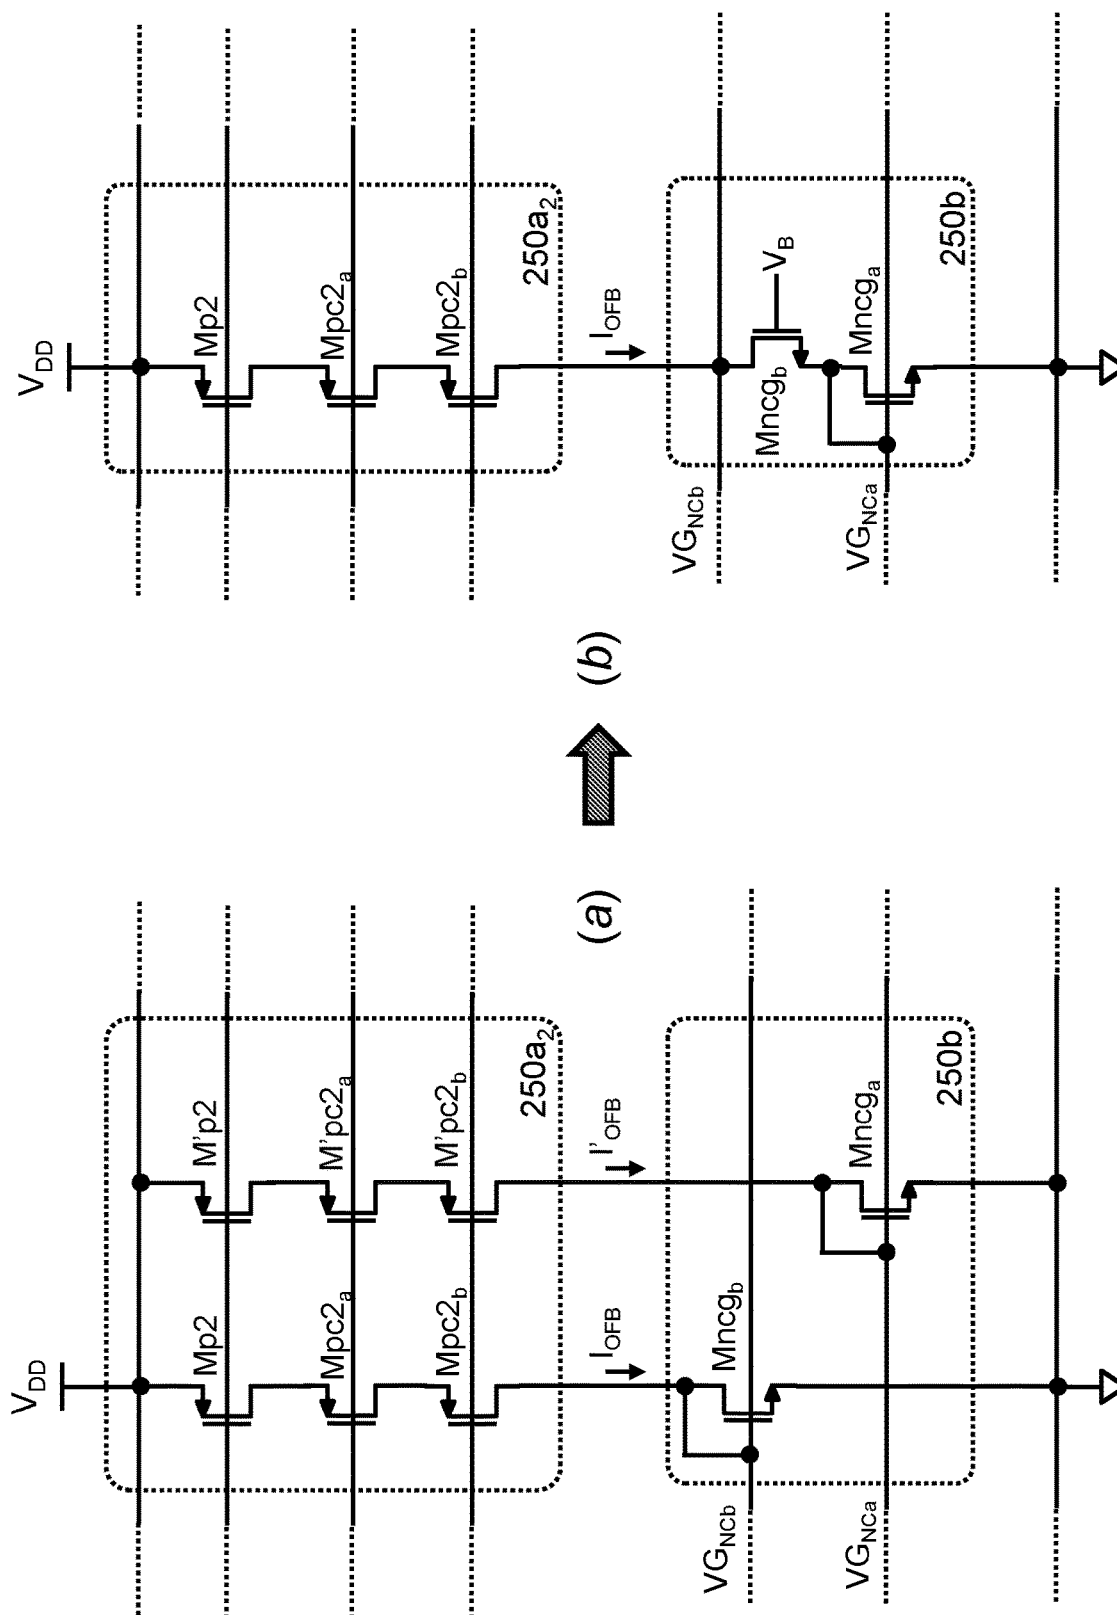 V_DD
Mp2
M'p2
Mpc2_a
M'pc2_a
Mpc2_b
M'pc2_b
250a_2
I_OFB
I'_OFB
VG_NCb
Mncg_b
VG_NCa
Mncg_a
250b
(a)
(b)
V_DD
Mp2
Mpc2_a
Mpc2_b
250a_2
I_OFB
VG_NCb
Mncg_b
V_B
VG_NCa
Mncg_a
250b